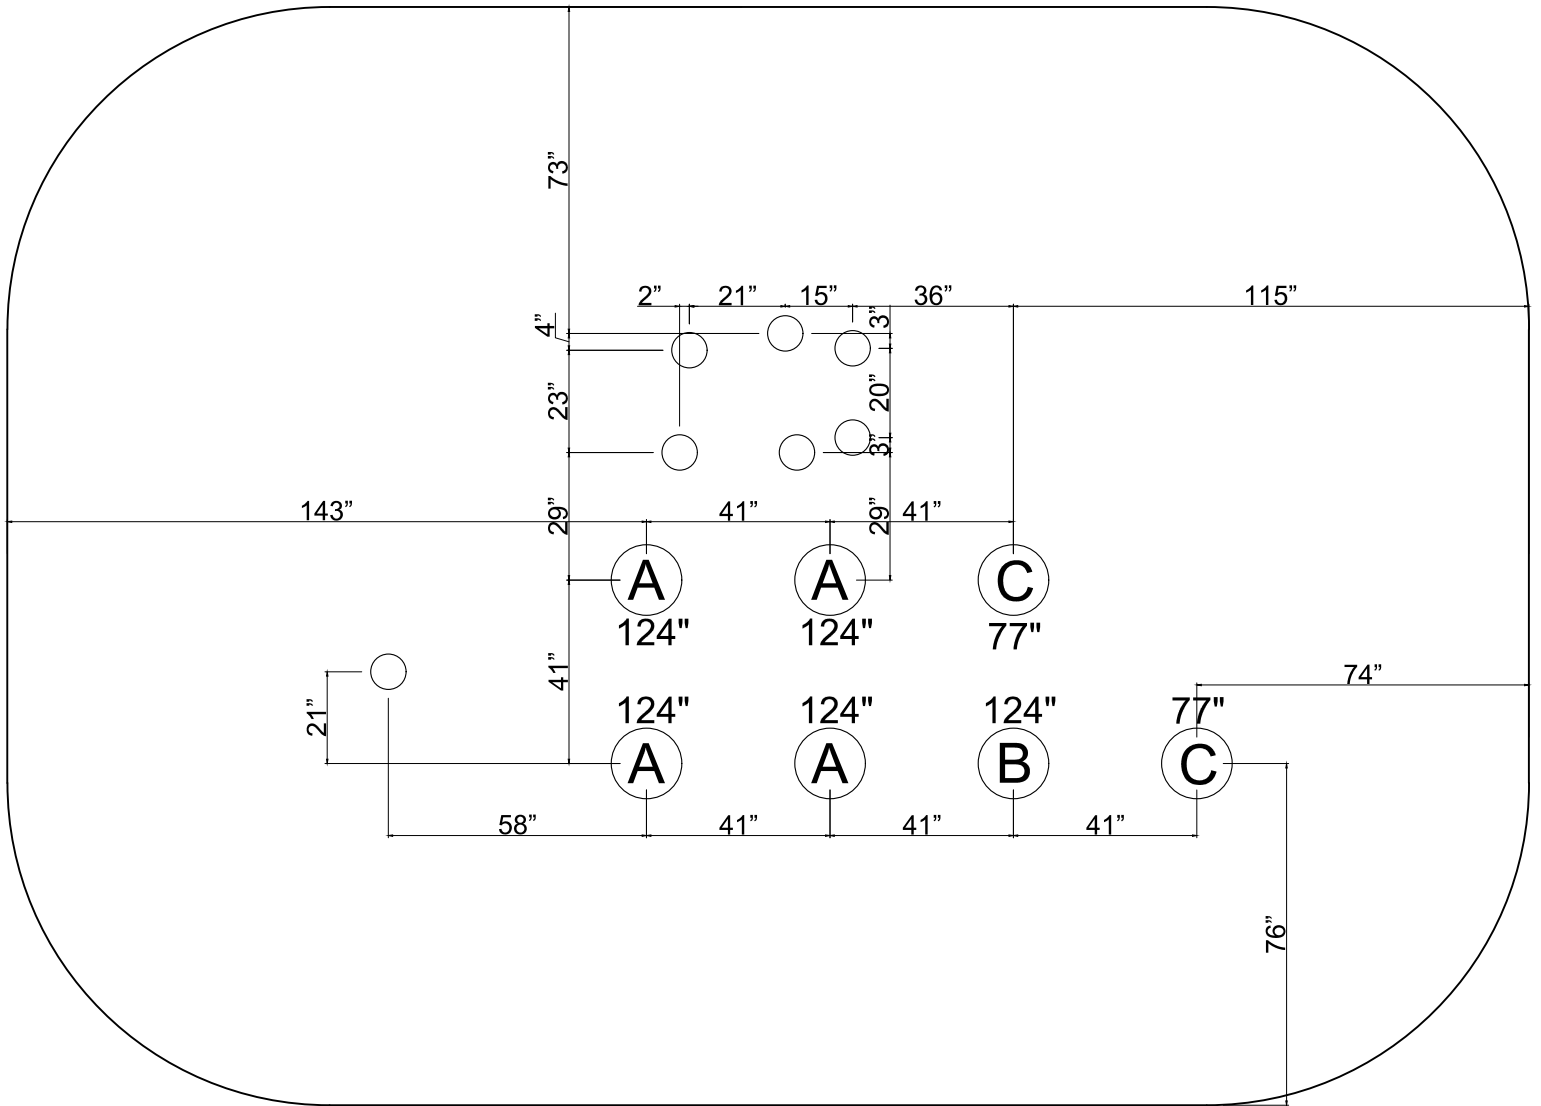 73”
2” 21” 15” 36” 115”
4” 3”
23” 20”
3”
143” 29” 41” 29” 41”
A A C
124" 124" 77"
41” 74”
21” 124" 124" 124" 77"
A A B C
58” 41” 41” 41”
76”